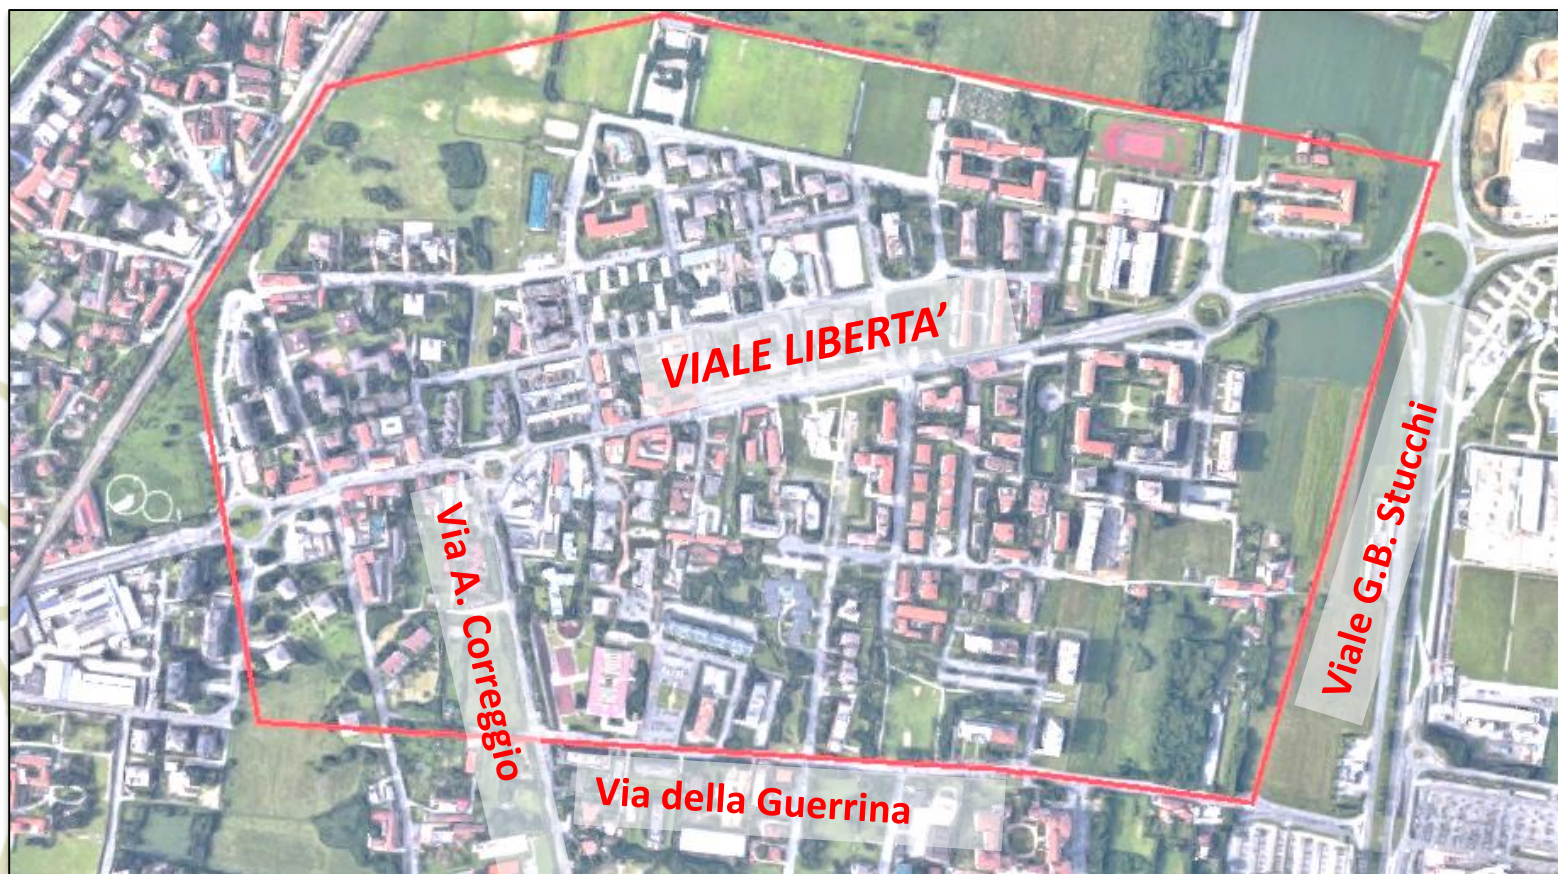 VIALE LIBERTA’
Via A. Correggio
Viale G.B. Stucchi
Via della Guerrina